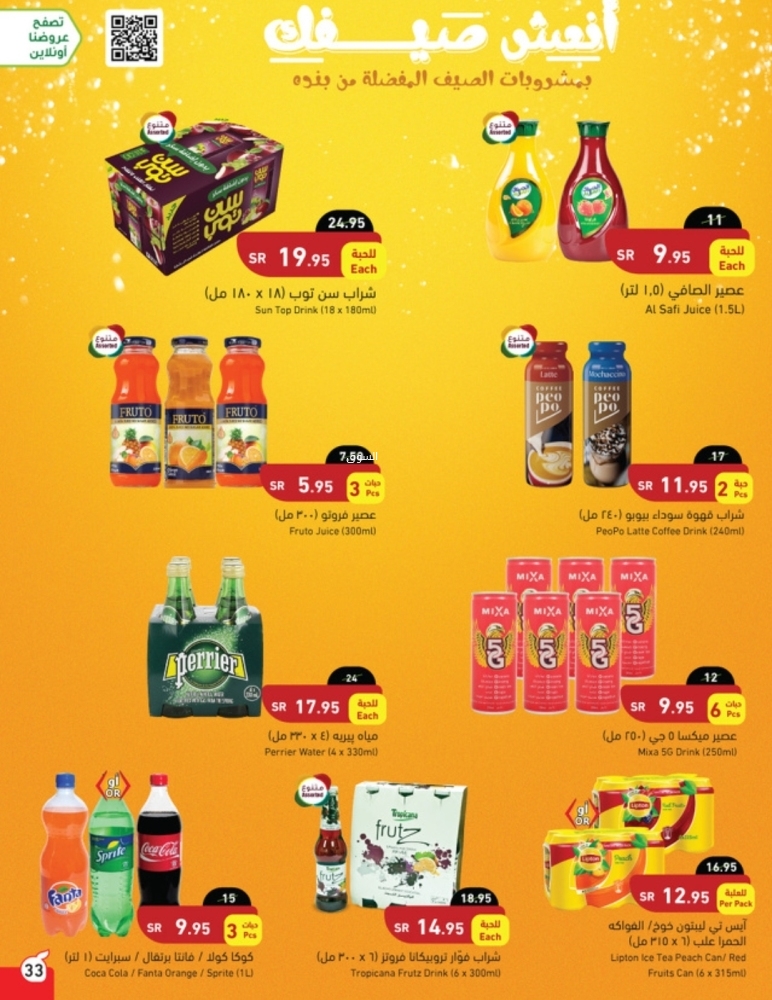 تصفح
عروضنا
أونلاين
أنعش صيفك
بمشروبات الصيف المفضلة من بنده
متنوع
Assorted
سن توب
24.95
SR 19.95
للحبة
Each
شراب سن توب (١٨ x ١٨٠ مل)
Sun Top Drink (18 x 180ml)
متنوع
Assorted
11
SR 9.95
للحبة
Each
عصير الصافي (١,٥ لتر)
Al Safi Juice (1.5L)
متنوع
Assorted
FRUTO FRUTO FRUTO
7.50
السوق
SR 5.95
3 حبات
Pcs
عصير فروتو (٣٠٠ مل)
Fruto Juice (300ml)
متنوع
Assorted
Latte Mochaccino
COFFEE COFFEE
peo peo
po. po.
17
SR 11.95
2 حبة
Pcs
شراب قهوة سوداء بيوبو (٢٤٠ مل)
PeoPo Latte Coffee Drink (240ml)
perrier
24
SR 17.95
للحبة
Each
مياه بيريه (٤ x ٣٣٠ مل)
Perrier Water (4 x 330ml)
MIXA MIXA MIXA
MIXA MIXA MIXA
5G 5G 5G 5G
12
SR 9.95
6 حبات
Pcs
عصير ميكسا ٥ جي (٢٥٠ مل)
Mixa 5G Drink (250ml)
أو
OR
Fanta Sprite Coca-Cola
15
SR 9.95
3 حبات
Pcs
كوكا كولا / فانتا برتقال / سبرايت (١ لتر)
Coca Cola / Fanta Orange / Sprite (1L)
متنوع
Assorted
Tropicana
frutz
18.95
SR 14.95
للحبة
Each
شراب فوّار تروبيكانا فروتز (٦ x ٣٠٠ مل)
Tropicana Frutz Drink (6 x 300ml)
أو
OR
Lipton
Lipton
16.95
SR 12.95
للعلبة
Per Pack
آيس تي ليبتون خوخ/ الفواكه
الحمرا علب (٦ x ٣١٥ مل)
Lipton Ice Tea Peach Can/ Red
Fruits Can (6 x 315ml)
33